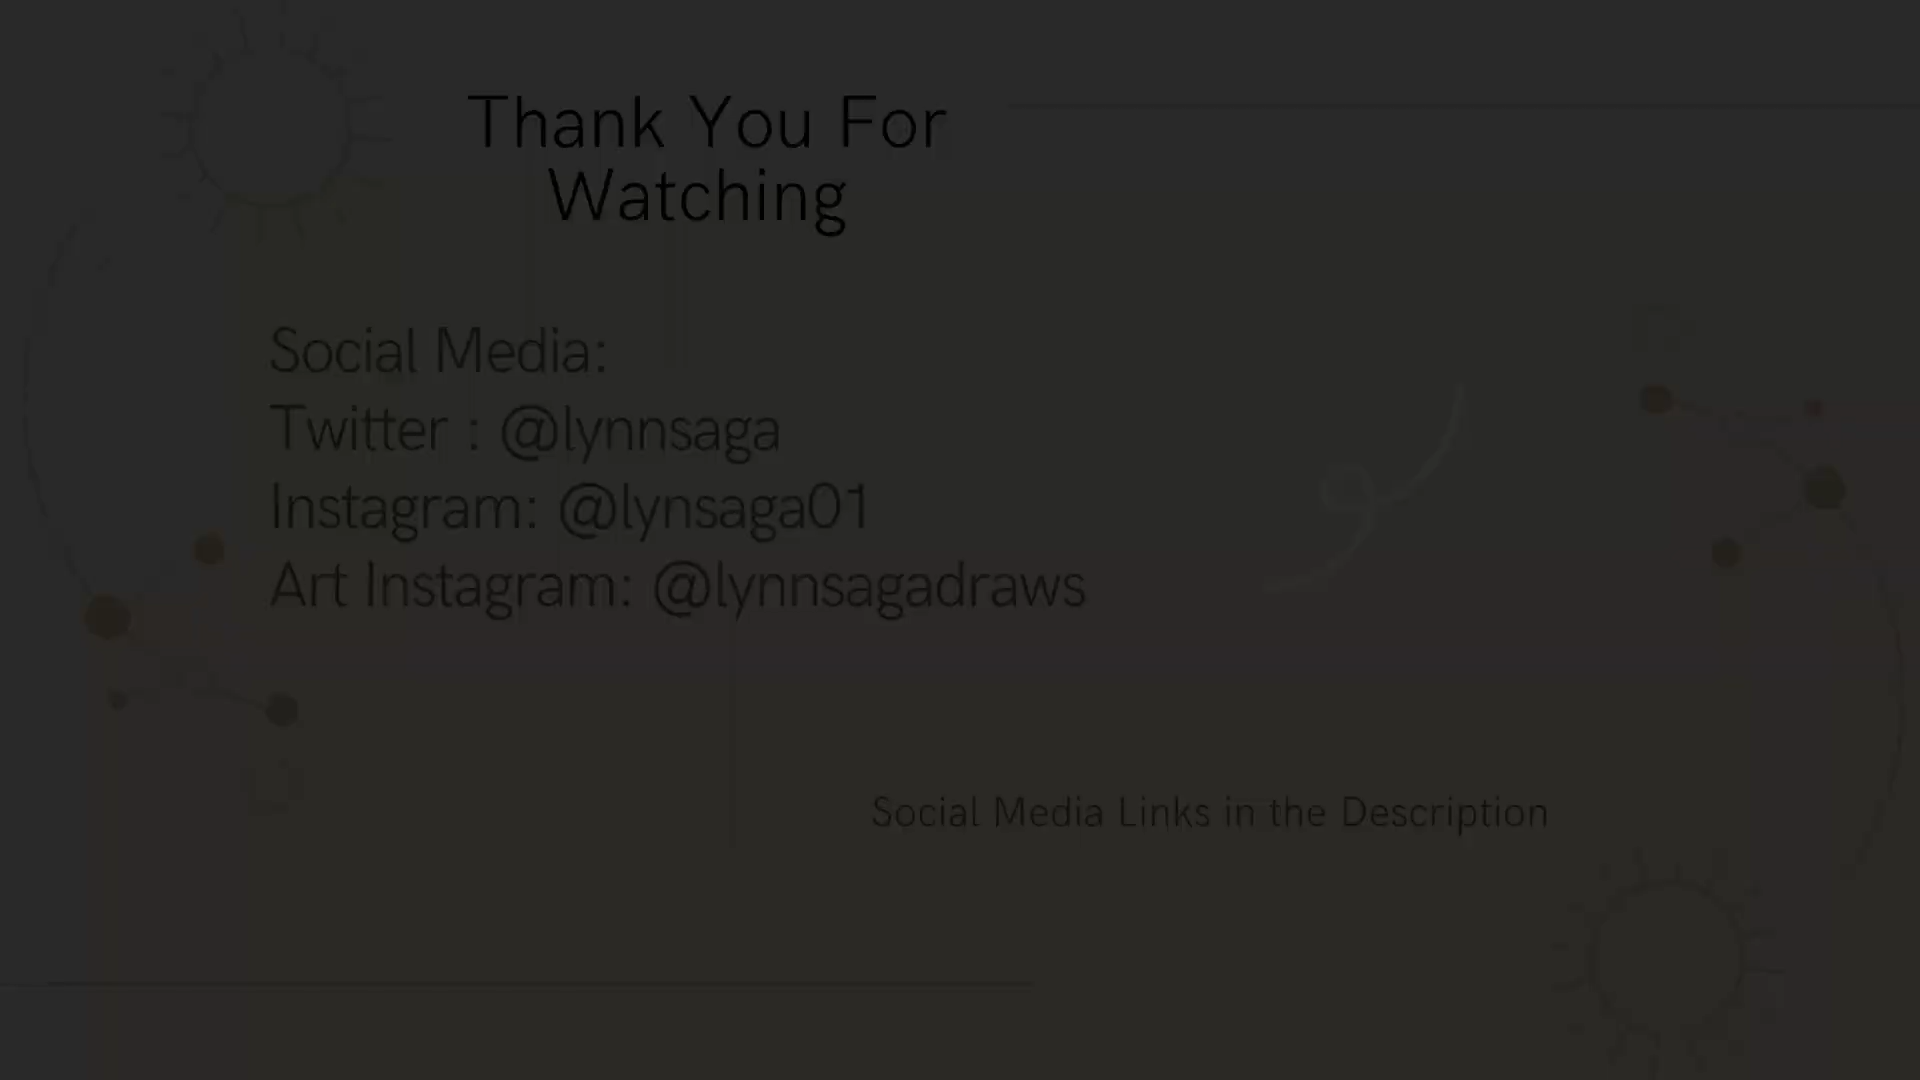 Thank You For
Watching
Social Media:
Twitter : @lynnsaga
Instagram: @lynsaga01
Art Instagram: @lynnsagadraws
Social Media Links in the Description